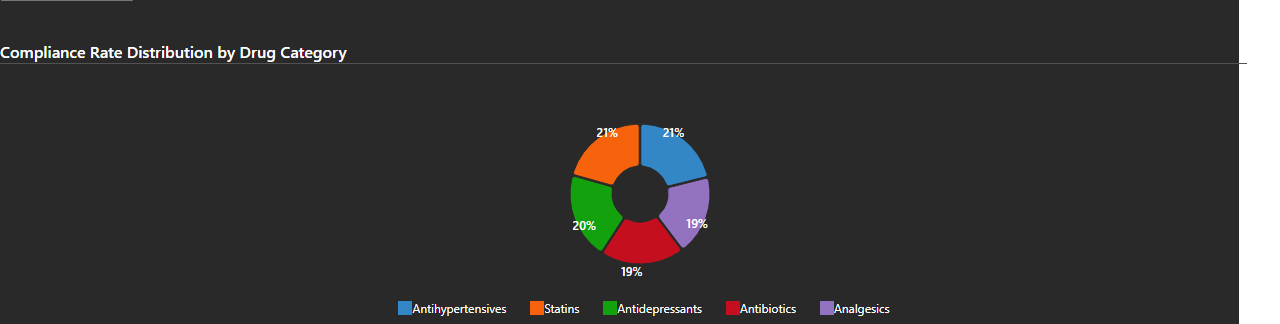 Compliance Rate Distribution by Drug Category
21% 21%
20% 19%
19%
Antihypertensives Statins Antidepressants Antibiotics Analgesics